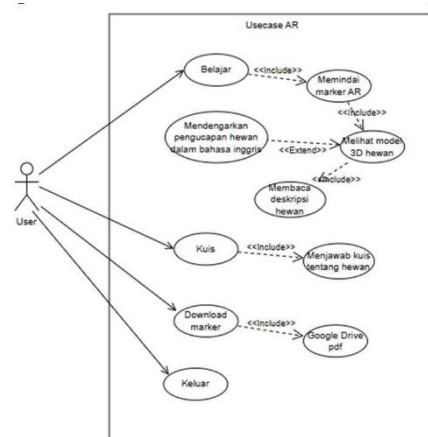 Usecase AR
Belajar
<<Include>>
Memindai
marker AR
<<Include>>
Mendengarkan
pengucapan hewan
dalam bahasa inggris
<<Extend>>
Melihat model
3D hewan
<<Include>>
Membaca
deskripsi
hewan
User
Kuis
<<Include>>
Menjawab kuis
tentang hewan
Download
marker
<<Include>>
Google Drive
pdf
Keluar